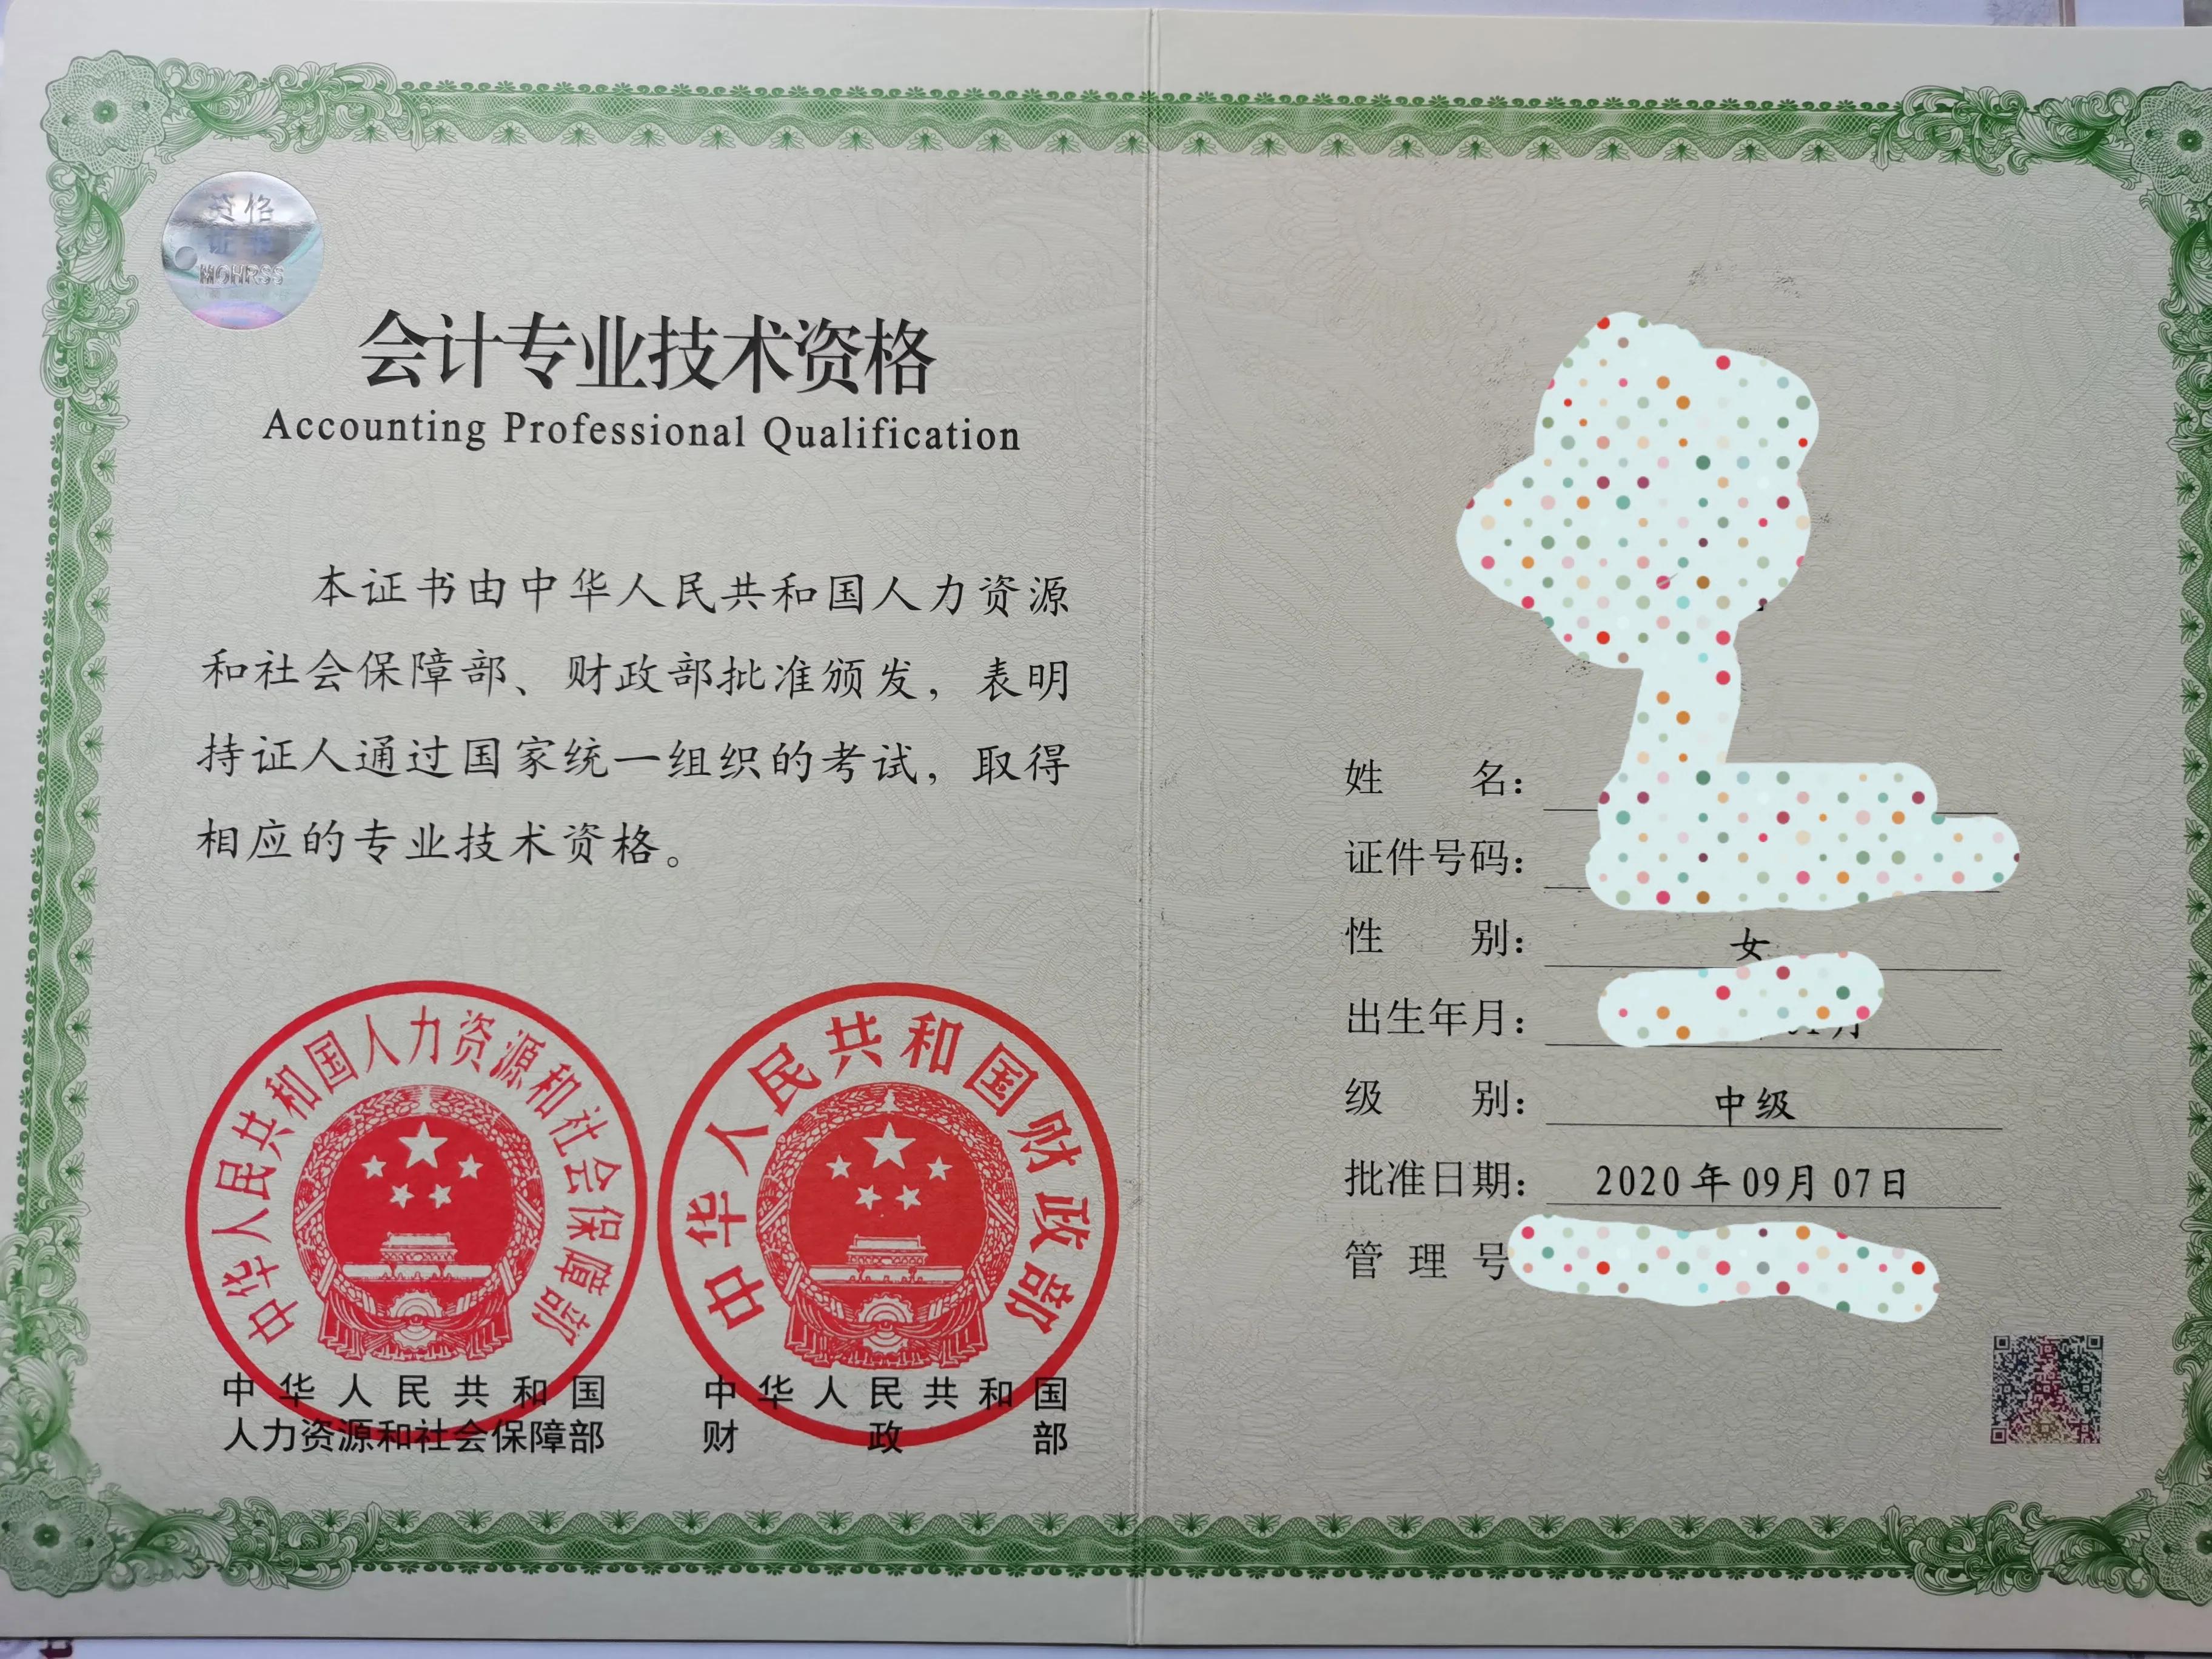 资格
证书
MOHRSS
会计专业技术资格
Accounting Professional Qualification
本证书由中华人民共和国人力资源
和社会保障部、财政部批准颁发，表明
持证人通过国家统一组织的考试，取得
相应的专业技术资格。
中华人民共和国人力资源和社会保障部
中华人民共和国财政部
中华人民共和国
人力资源和社会保障部
中华人民共和国
财政部
姓名：
证件号码：
性别：女
出生年月：月
级别：中级
批准日期：2020年09月07日
管理号